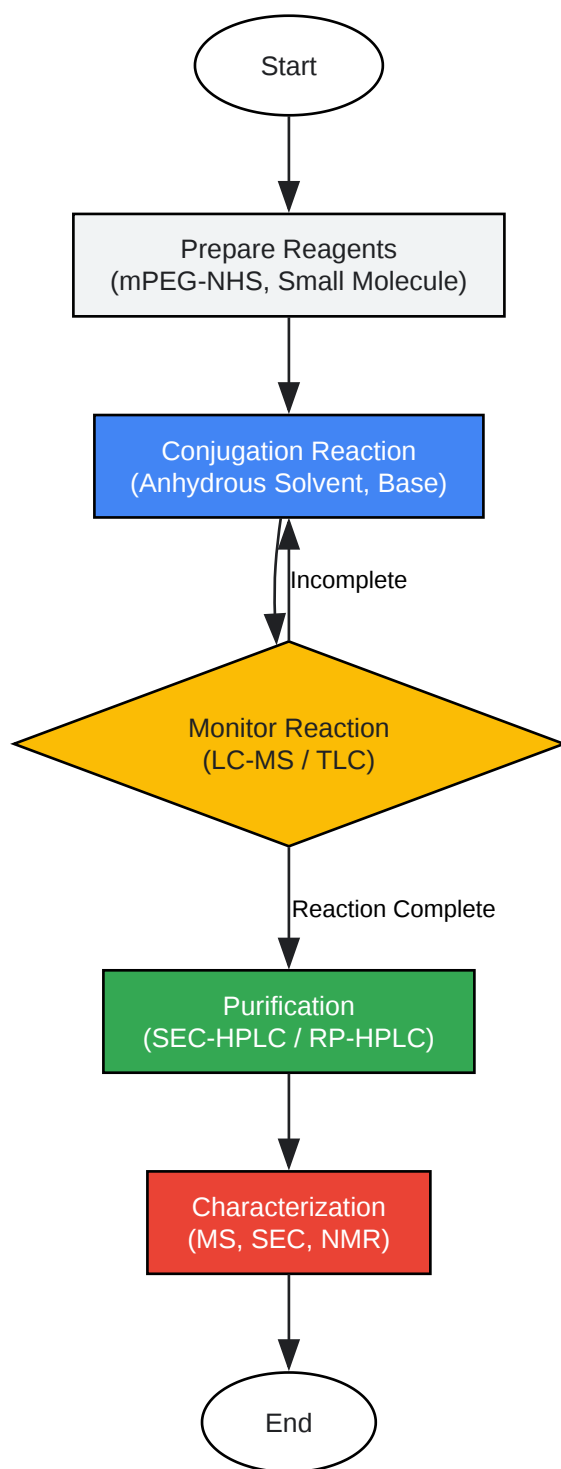 Start
Prepare Reagents
(mPEG-NHS, Small Molecule)
Conjugation Reaction
(Anhydrous Solvent, Base)
Incomplete
Monitor Reaction
(LC-MS / TLC)
Reaction Complete
Purification
(SEC-HPLC / RP-HPLC)
Characterization
(MS, SEC, NMR)
End